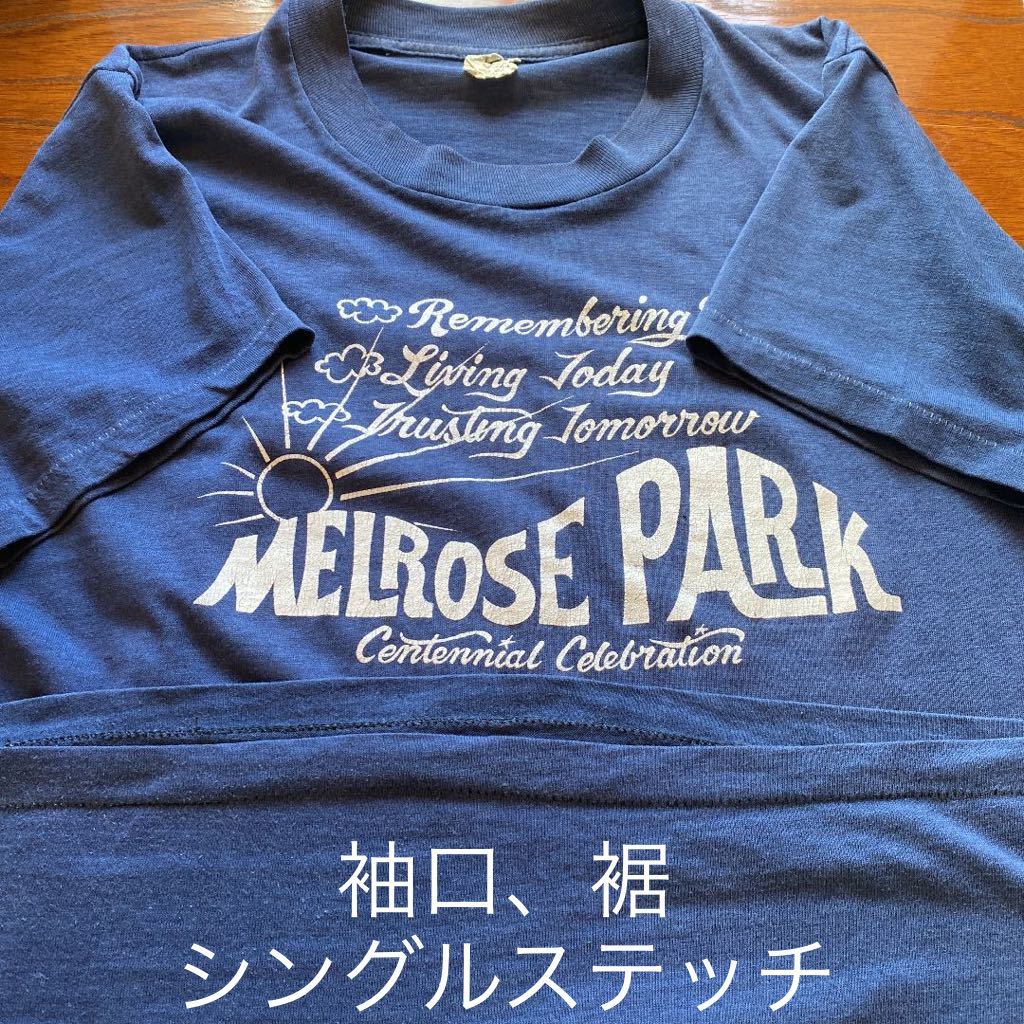 Remembering
Living Today
Trusting Tomorrow
MELROSE PARK
Centennial Celebration
袖口、裾
シングルステッチ